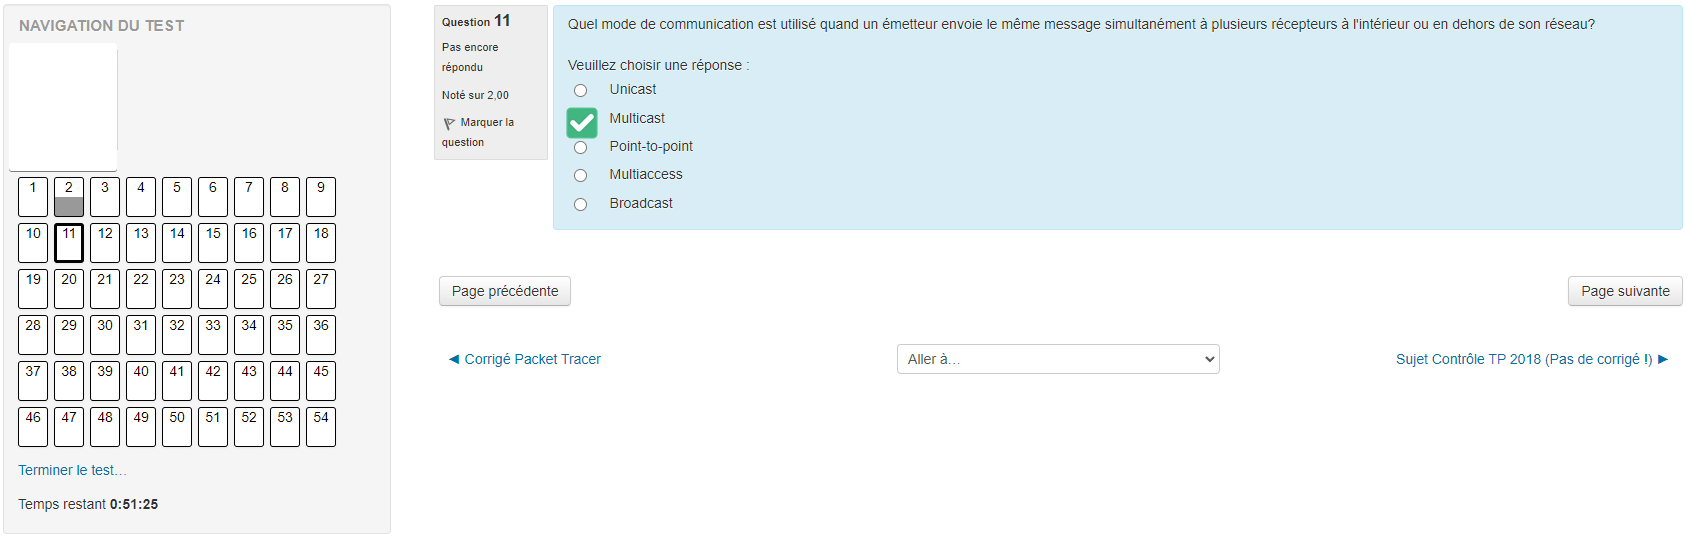 NAVIGATION DU TEST
1 2 3 4 5 6 7 8 9
10 11 12 13 14 15 16 17 18
19 20 21 22 23 24 25 26 27
28 29 30 31 32 33 34 35 36
37 38 39 40 41 42 43 44 45
46 47 48 49 50 51 52 53 54
Terminer le test…
Temps restant 0:51:25
Question 11
Pas encore
répondu
Noté sur 2,00
Marquer la
question
Quel mode de communication est utilisé quand un émetteur envoie le même message simultanément à plusieurs récepteurs à l'intérieur ou en dehors de son réseau?
Veuillez choisir une réponse :
Unicast
Multicast
Point-to-point
Multiaccess
Broadcast
Page précédente
Page suivante
◄ Corrigé Packet Tracer
Aller à…
Sujet Contrôle TP 2018 (Pas de corrigé !) ►